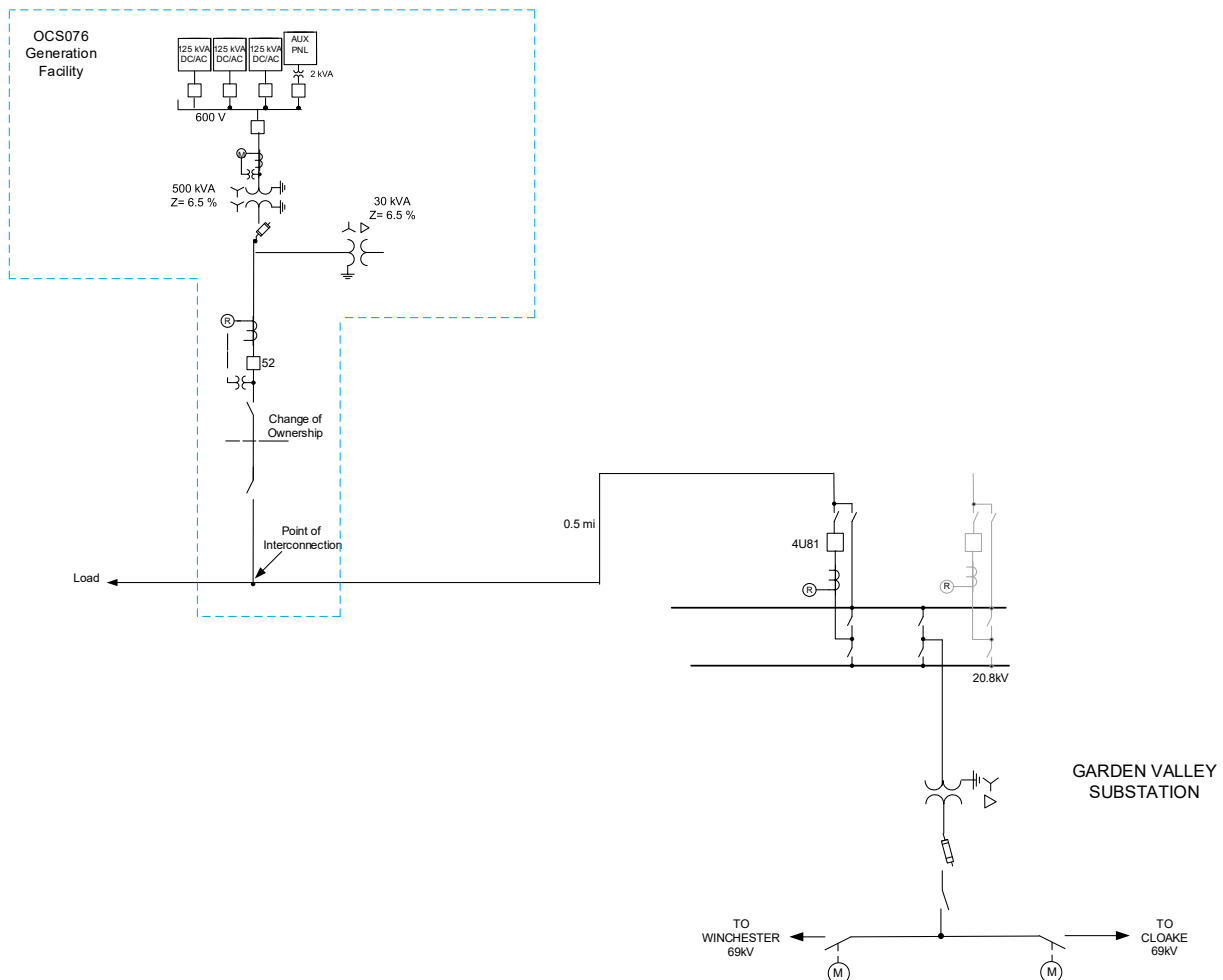 OCS076
Generation
Facility
125 kVA
DC/AC
125 kVA
DC/AC
125 kVA
DC/AC
AUX
PNL
2 kVA
600 V
M
500 kVA
Z= 6.5 %
30 kVA
Z= 6.5 %
R
52
Change of
Ownership
Point of
Interconnection
Load
0.5 mi
4U81
R
R
20.8kV
GARDEN VALLEY
SUBSTATION
TO
WINCHESTER
69kV
TO
CLOAKE
69kV
M
M